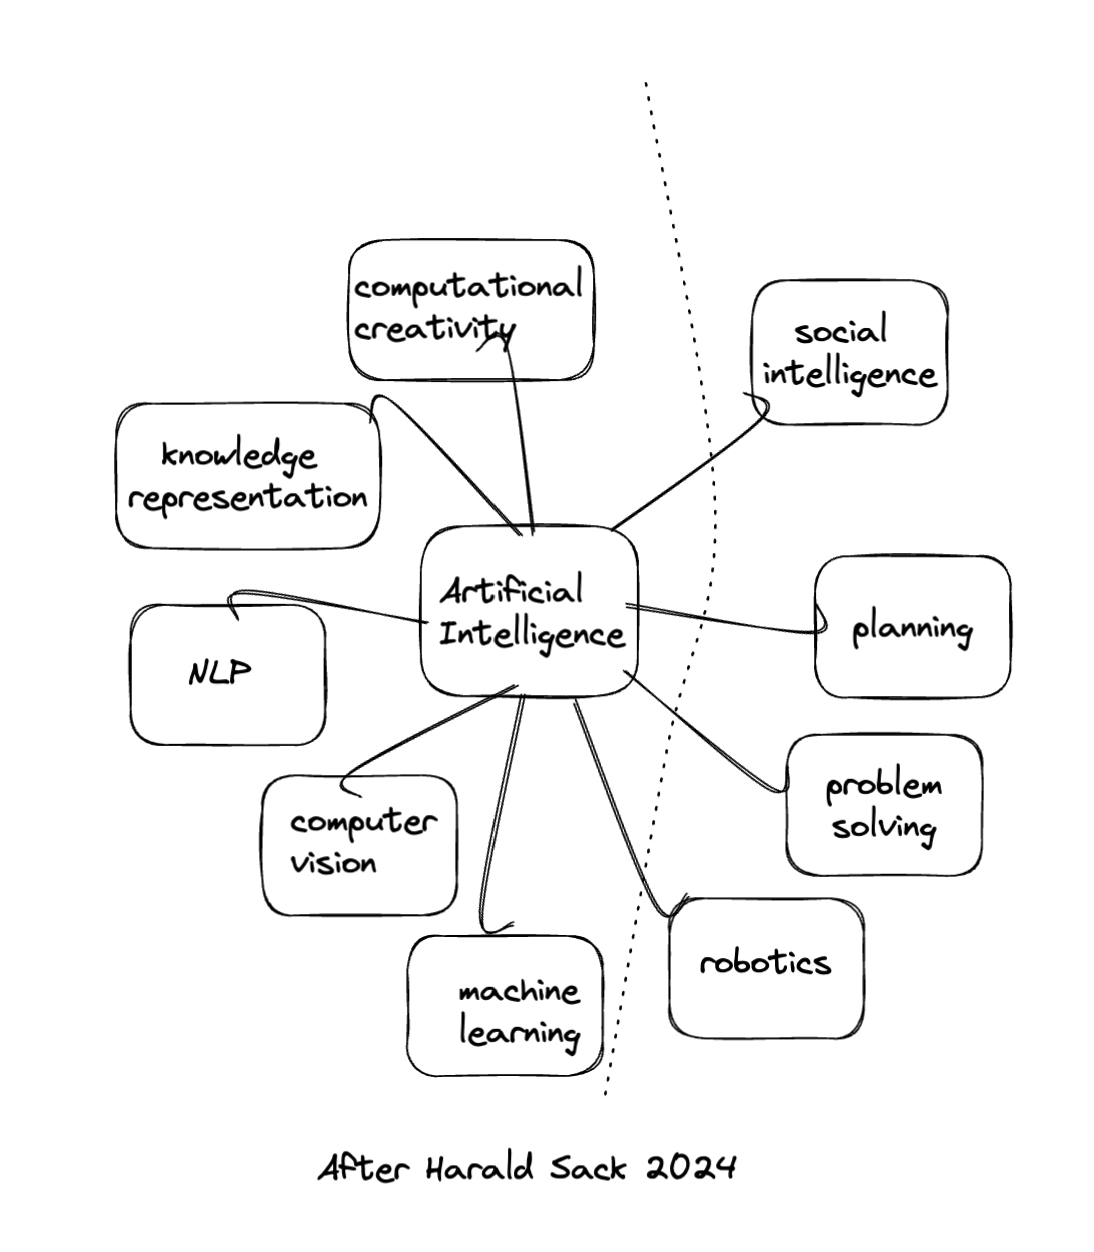 computational
creativity
social
intelligence
knowledge
representation
Artificial
Intelligence
planning
NLP
problem
solving
computer
vision
robotics
machine
learning
After Harald Sack 2024